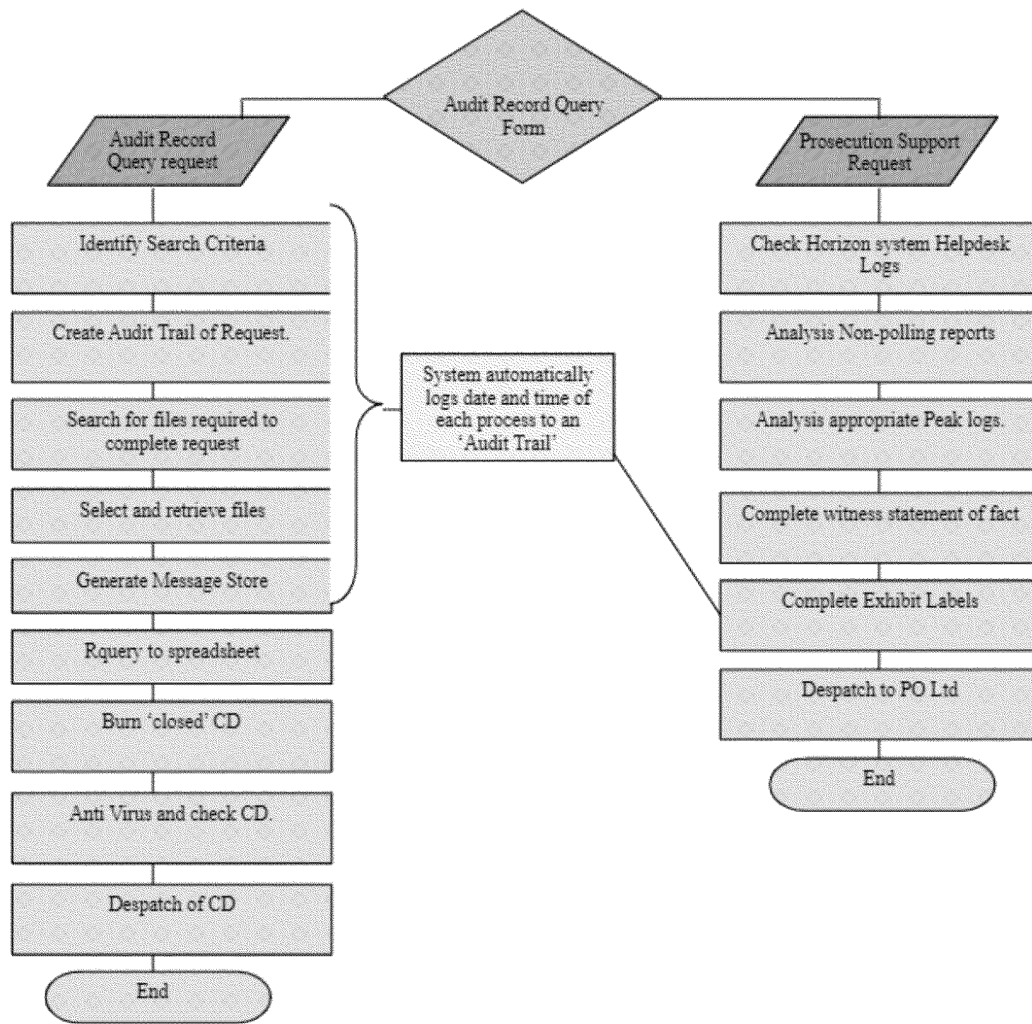 Audit Record Query
Form
Audit Record
Query request
Identify Search Criteria
Create Audit Trail of Request.
Search for files required to
complete request
Select and retrieve files
Generate Message Store
Rquery to spreadsheet
Burn ‘closed’ CD
Anti Virus and check CD.
Despatch of CD
End
System automatically
logs date and time of
each process to an
‘Audit Trail’
Prosecution Support
Request
Check Horizon system Helpdesk
Logs
Analysis Non-polling reports
Analysis appropriate Peak logs.
Complete witness statement of fact
Complete Exhibit Labels
Despatch to PO Ltd
End